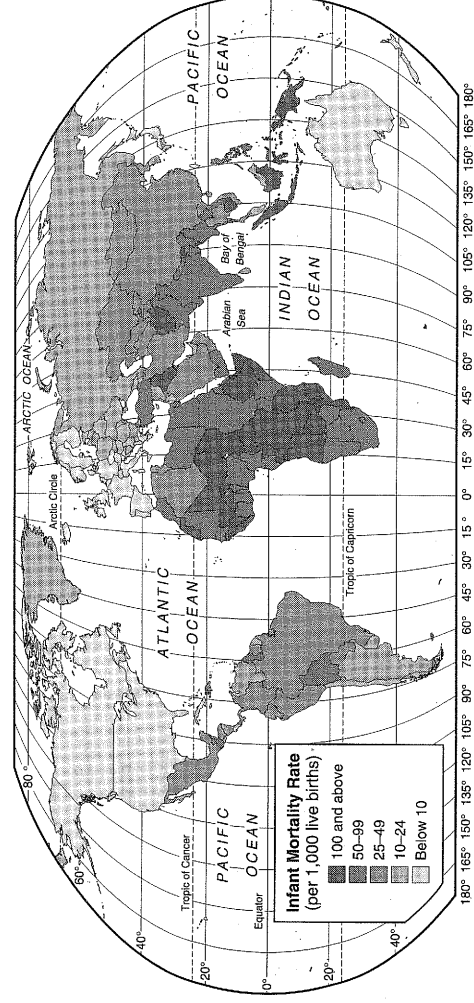 80°
60°
40°
20°
0°
20°
40°
ARCTIC OCEAN
Arctic Circle
ATLANTIC
OCEAN
PACIFIC
OCEAN
Tropic of Cancer
PACIFIC
OCEAN
Equator
Arabian
Sea
Bay of
Bengal
INDIAN
OCEAN
Tropic of Capricorn
Infant Mortality Rate
(per 1,000 live births)
100 and above
50–99
25–49
10–24
Below 10
180° 165° 150° 135° 120° 105° 90° 75° 60° 45° 30° 15° 0° 15° 30° 45° 60° 75° 90° 105° 120° 135° 150° 165° 180°